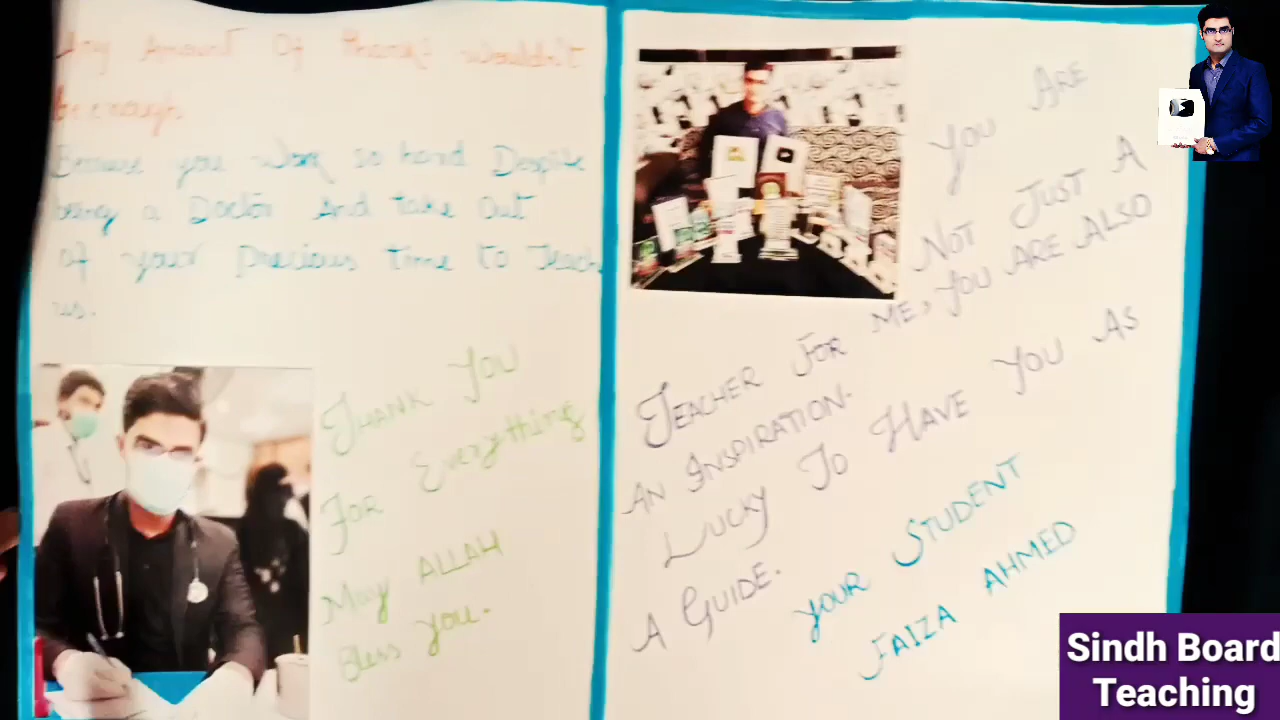 Any Amount Of thanks wouldn't
be enough
Because you work so hard Despite
being a Doctor And take Out
of your Precious time to Teach
us.
THANK YOU
FOR Everything
May ALLAH
Bless you.
YOU ARE
NOT JUST A
TEACHER FOR ME, YOU ARE ALSO
AN INSPIRATION.
LUCKY TO HAVE YOU AS
A GUIDE.
YOUR STUDENT
FAIZA AHMED
Sindh Board
Teaching